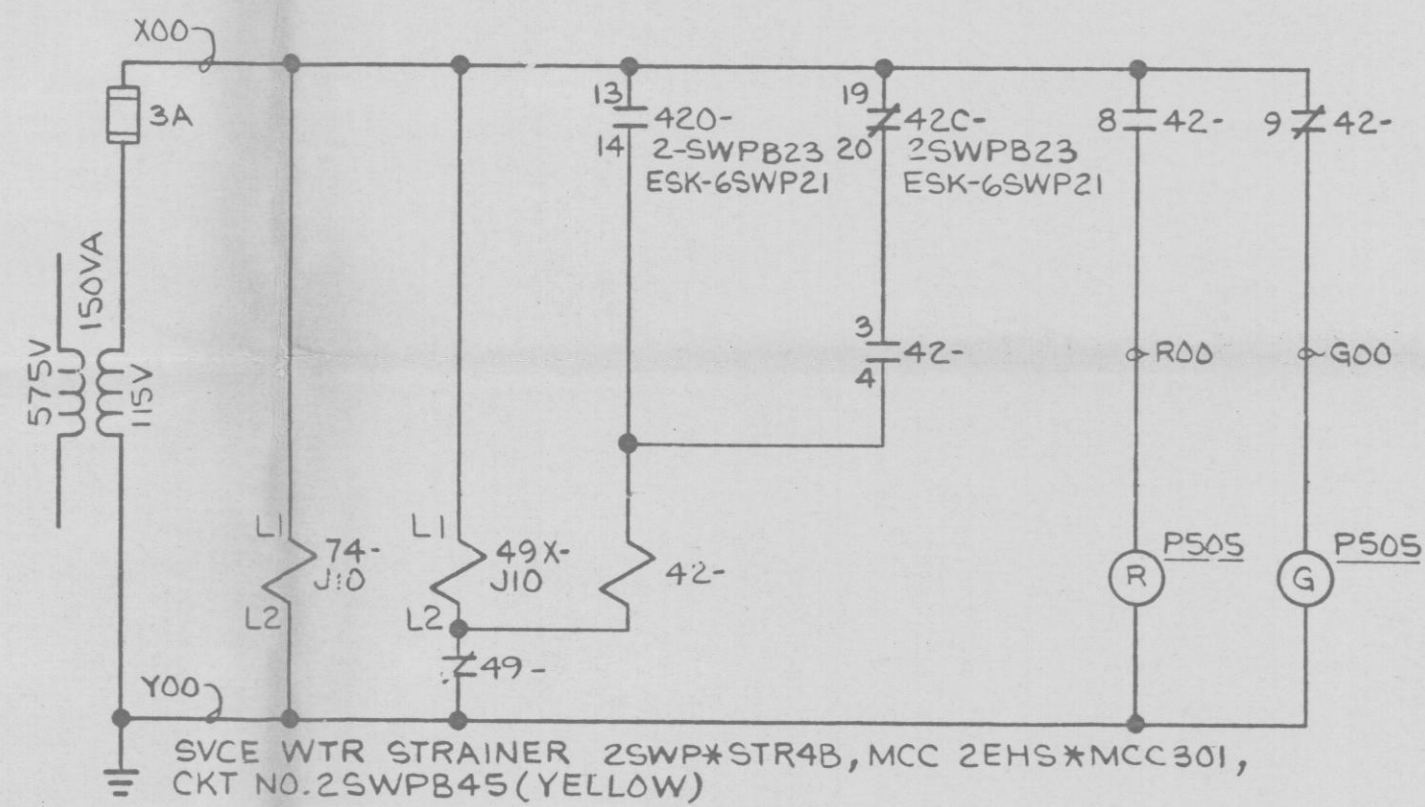 X00
3A
575V
150VA
115V
13
14
420-
2-SWPB23
ESK-6SWP21
19
20
42C-
2SWPB23
ESK-6SWP21
8
42-
9
42-
3
4
42-
R00
G00
L1
74-
J10
L2
L1
49X-
J10
L2
42-
49-
R
P505
G
P505
Y00
SVCE WTR STRAINER 2SWP*STR4B, MCC 2EHS*MCC301,
CKT NO.2SWPB45(YELLOW)